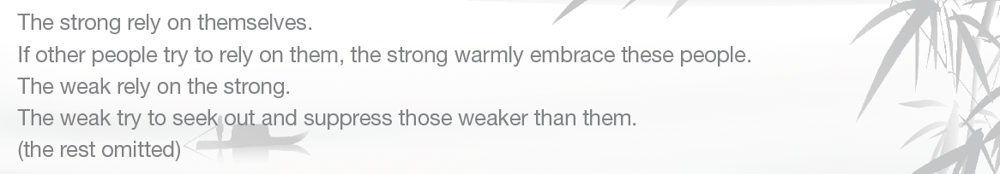 The strong rely on themselves.
If other people try to rely on them, the strong warmly embrace these people.
The weak rely on the strong.
The weak try to seek out and suppress those weaker than them.
(the rest omitted)